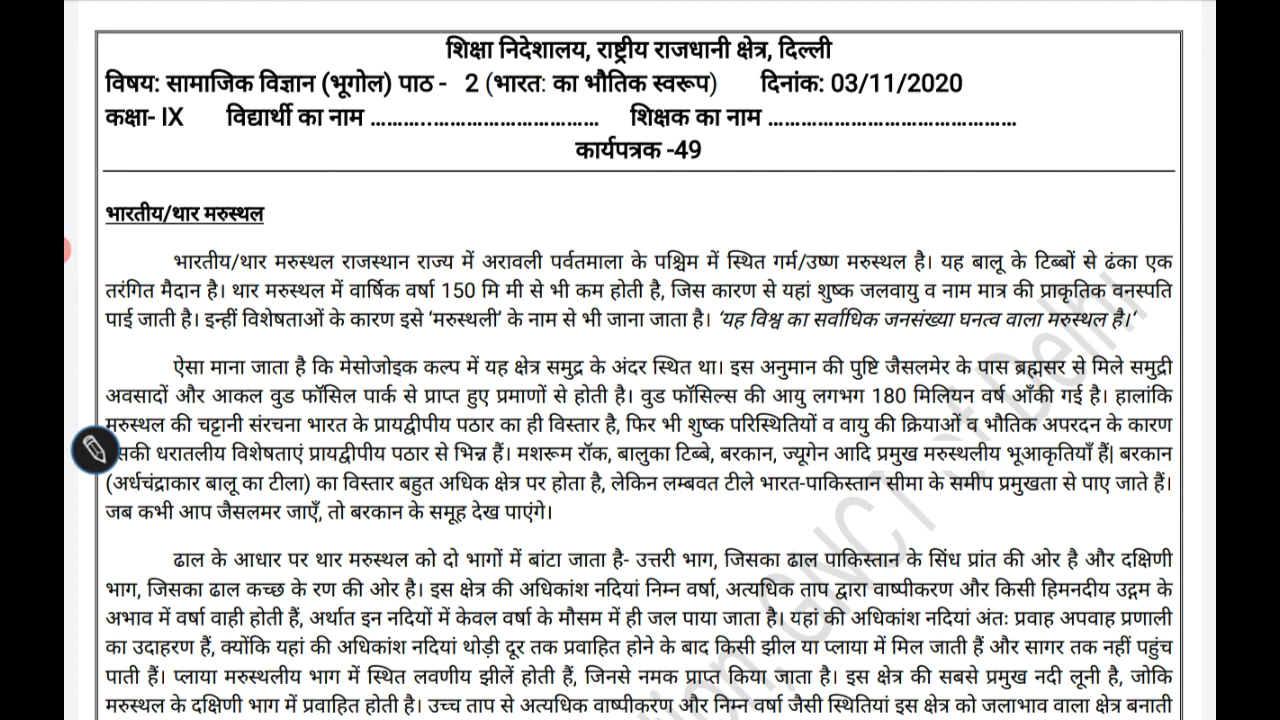 शिक्षा निदेशालय, राष्ट्रीय राजधानी क्षेत्र, दिल्ली
विषय: सामाजिक विज्ञान (भूगोल) पाठ - 2 (भारत: का भौतिक स्वरूप) दिनांक: 03/11/2020
कक्षा- IX विद्यार्थी का नाम ………..………………………… शिक्षक का नाम ………………………………………
कार्यपत्रक -49
भारतीय/थार मरुस्थल
भारतीय/थार मरुस्थल राजस्थान राज्य में अरावली पर्वतमाला के पश्चिम में स्थित गर्म/उष्ण मरुस्थल है। यह बालू के टिब्बों से ढंका एक
तरंगित मैदान है। थार मरुस्थल में वार्षिक वर्षा 150 मि मी से भी कम होती है, जिस कारण से यहां शुष्क जलवायु व नाम मात्र की प्राकृतिक वनस्पति
पाई जाती है। इन्हीं विशेषताओं के कारण इसे ‘मरुस्थली’ के नाम से भी जाना जाता है। ‘यह विश्व का सर्वाधिक जनसंख्या घनत्व वाला मरुस्थल है।‘
ऐसा माना जाता है कि मेसोजोइक कल्प में यह क्षेत्र समुद्र के अंदर स्थित था। इस अनुमान की पुष्टि जैसलमेर के पास ब्रह्मसर से मिले समुद्री
अवसादों और आकल वुड फॉसिल पार्क से प्राप्त हुए प्रमाणों से होती है। वुड फॉसिल्स की आयु लगभग 180 मिलियन वर्ष आँकी गई है। हालांकि
मरुस्थल की चट्टानी संरचना भारत के प्रायद्वीपीय पठार का ही विस्तार है, फिर भी शुष्क परिस्थितियों व वायु की क्रियाओं व भौतिक अपरदन के कारण
सकी धरातलीय विशेषताएं प्रायद्वीपीय पठार से भिन्न हैं। मशरूम रॉक, बालुका टिब्बे, बरकान, ज्यूगेन आदि प्रमुख मरुस्थलीय भूआकृतियाँ हैं| बरकान
(अर्धचंद्राकार बालू का टीला) का विस्तार बहुत अधिक क्षेत्र पर होता है, लेकिन लम्बवत टीले भारत-पाकिस्तान सीमा के समीप प्रमुखता से पाए जाते हैं।
जब कभी आप जैसलमर जाएँ, तो बरकान के समूह देख पाएंगे।
ढाल के आधार पर थार मरुस्थल को दो भागों में बांटा जाता है- उत्तरी भाग, जिसका ढाल पाकिस्तान के सिंध प्रांत की ओर है और दक्षिणी
भाग, जिसका ढाल कच्छ के रण की ओर है। इस क्षेत्र की अधिकांश नदियां निम्न वर्षा, अत्यधिक ताप द्वारा वाष्पीकरण और किसी हिमनदीय उद्गम के
अभाव में वर्षा वाही होती हैं, अर्थात इन नदियों में केवल वर्षा के मौसम में ही जल पाया जाता है। यहां की अधिकांश नदियां अंतः प्रवाह अपवाह प्रणाली
का उदाहरण हैं, क्योंकि यहां की अधिकांश नदियां थोड़ी दूर तक प्रवाहित होने के बाद किसी झील या प्लाया में मिल जाती हैं और सागर तक नहीं पहुंच
पाती हैं। प्लाया मरुस्थलीय भाग में स्थित लवणीय झीलें होती हैं, जिनसे नमक प्राप्त किया जाता है। इस क्षेत्र की सबसे प्रमुख नदी लूनी है, जोकि
मरुस्थल के दक्षिणी भाग में प्रवाहित होती है। उच्च ताप से अत्यधिक वाष्पीकरण और निम्न वर्षा जैसी स्थितियां इस क्षेत्र को जलाभाव वाला क्षेत्र बनाती
GNCT of Delhi